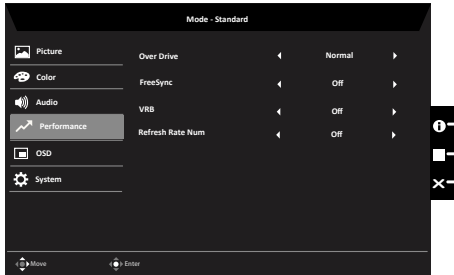 Mode - Standard
Picture
Over Drive Normal
Color
FreeSync Off
Audio
VRB Off
Performance
Refresh Rate Num Off
OSD
System
Move Enter